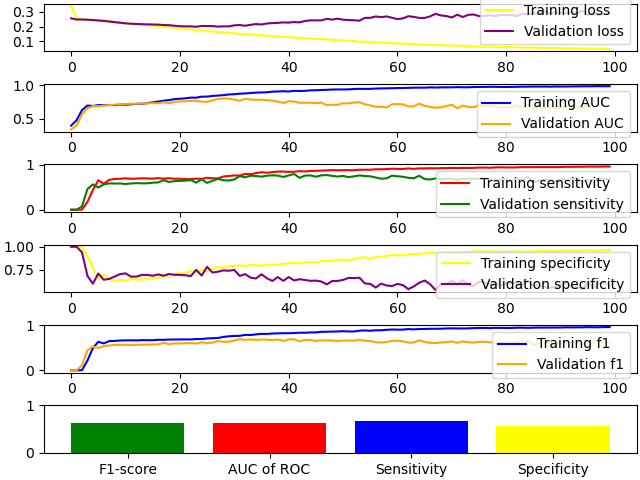 0.3
0.2
0.1
Training loss
Validation loss
0 20 40 60 80 100
1.0
0.5
Training AUC
Validation AUC
0 20 40 60 80 100
1
0
Training sensitivity
Validation sensitivity
0 20 40 60 80 100
1.00
0.75
Training specificity
Validation specificity
0 20 40 60 80 100
1
0
Training f1
Validation f1
0 20 40 60 80 100
1
0
F1-score AUC of ROC Sensitivity Specificity